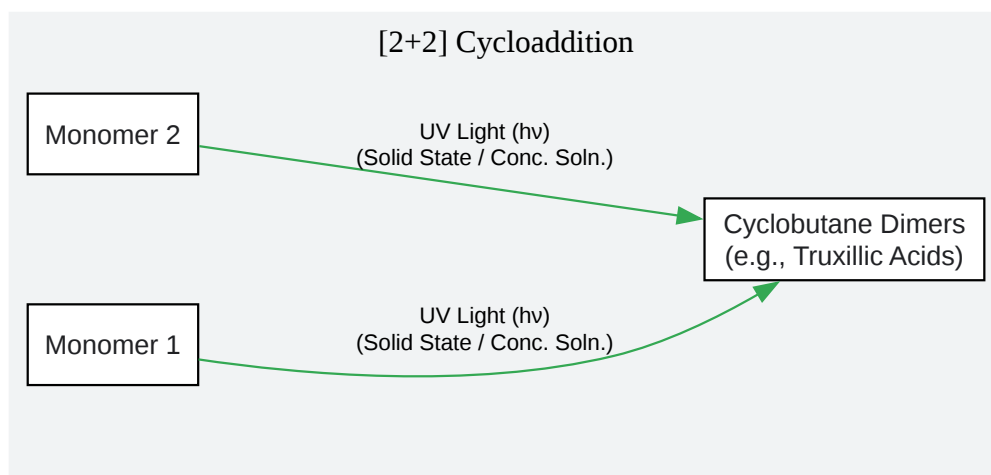 [2+2] Cycloaddition
Monomer 2
UV Light (hν)
(Solid State / Conc. Soln.)
Cyclobutane Dimers
(e.g., Truxillic Acids)
Monomer 1
UV Light (hν)
(Solid State / Conc. Soln.)